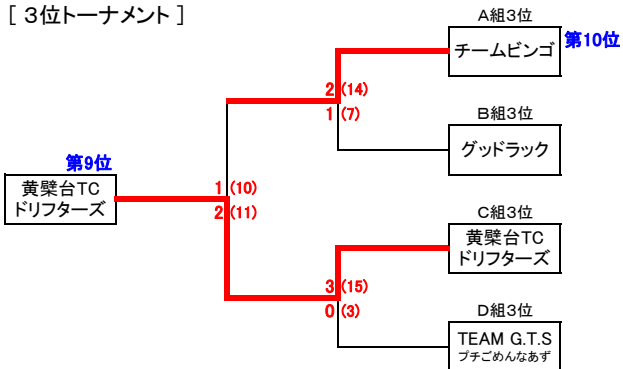 [ 3位トーナメント ]
A組3位
チームビンゴ
第10位
2 (14)
1 (7)
B組3位
グッドラック
第9位
黄檗台TC
ドリフターズ
1 (10)
2 (11)
C組3位
黄檗台TC
ドリフターズ
3 (15)
0 (3)
D組3位
TEAM G.T.S
プチごめんなあず